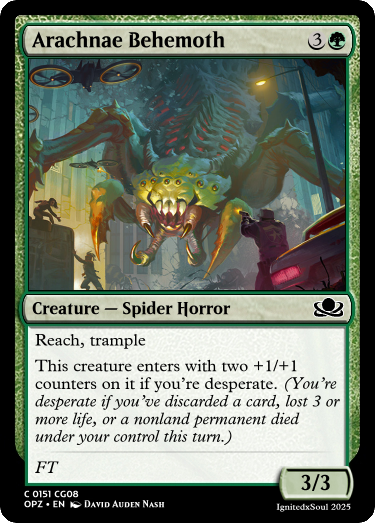 Arachnae Behemoth 3
Creature — Spider Horror
Reach, trample
This creature enters with two +1/+1
counters on it if you're desperate. (You're
desperate if you've discarded a card, lost 3 or
more life, or a nonland permanent died
under your control this turn.)
FT
3/3
C 0151 CG08
OPZ • EN David Auden Nash
IgnitedxSoul 2025